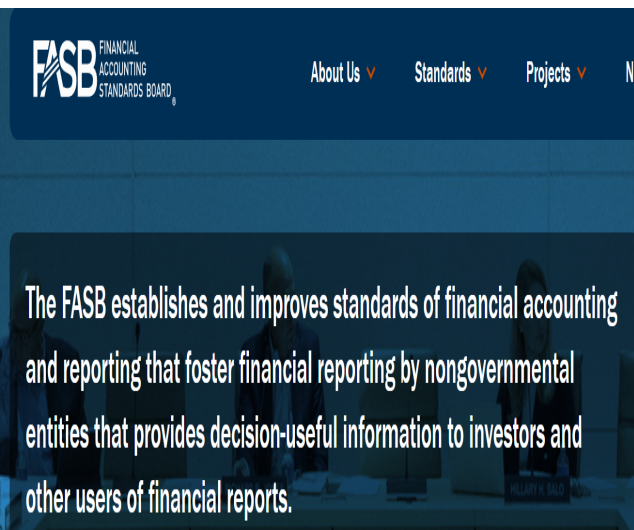 FASB
FINANCIAL
ACCOUNTING
STANDARDS BOARD®
About Us
Standards
Projects
N
The FASB establishes and improves standards of financial accounting
and reporting that foster financial reporting by nongovernmental
entities that provides decision-useful information to investors and
other users of financial reports.
HILLARY H. SALO